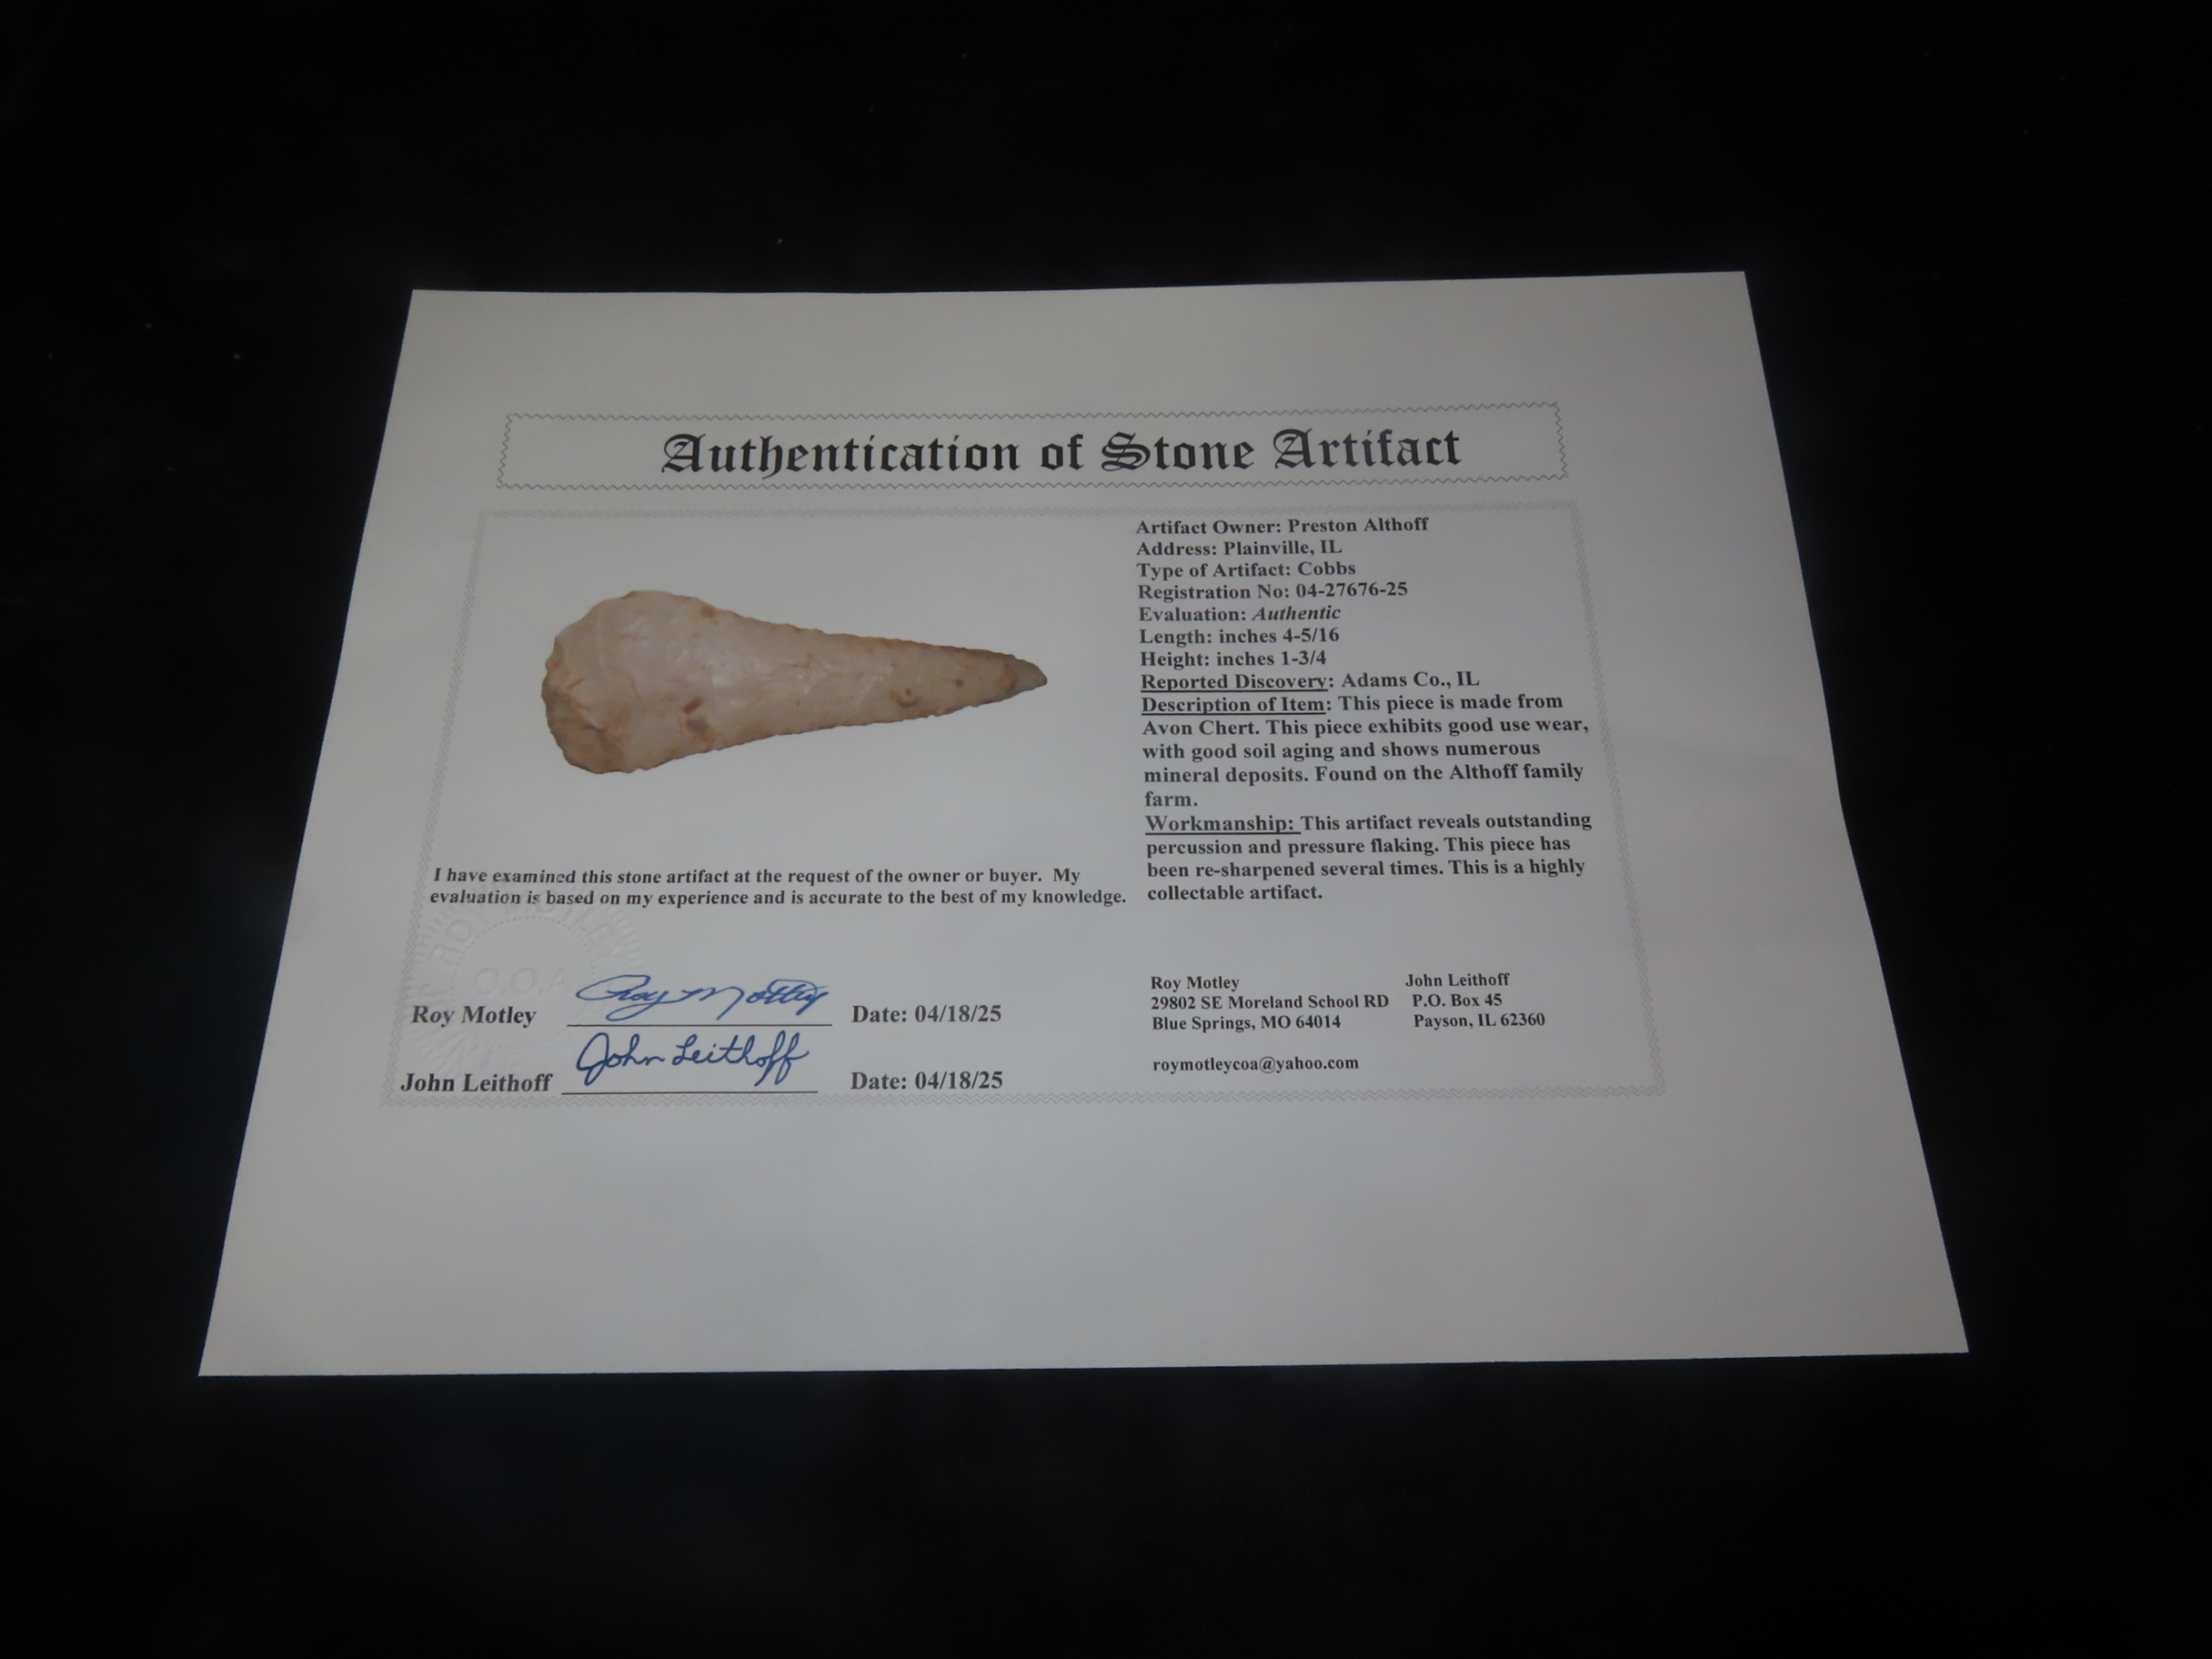 Authentication of Stone Artifact
Artifact Owner: Preston Althoff
Address: Plainville, IL
Type of Artifact: Cobbs
Registration No: 04-27676-25
Evaluation: Authentic
Length: inches 4-5/16
Height: inches 1-3/4
Reported Discovery: Adams Co., IL
Description of Item: This piece is made from
Avon Chert. This piece exhibits good use wear,
with good soil aging and shows numerous
mineral deposits. Found on the Althoff family
farm.
Workmanship: This artifact reveals outstanding
percussion and pressure flaking. This piece has
been re-sharpened several times. This is a highly
collectable artifact.
I have examined this stone artifact at the request of the owner or buyer. My
evaluation is based on my experience and is accurate to the best of my knowledge.
ROY MOTLEY
C.O.A.
Roy Motley Roy Motley Date: 04/18/25
John Leithoff John Leithoff Date: 04/18/25
Roy Motley
29802 SE Moreland School RD
Blue Springs, MO 64014
roymotleycoa@yahoo.com
John Leithoff
P.O. Box 45
Payson, IL 62360